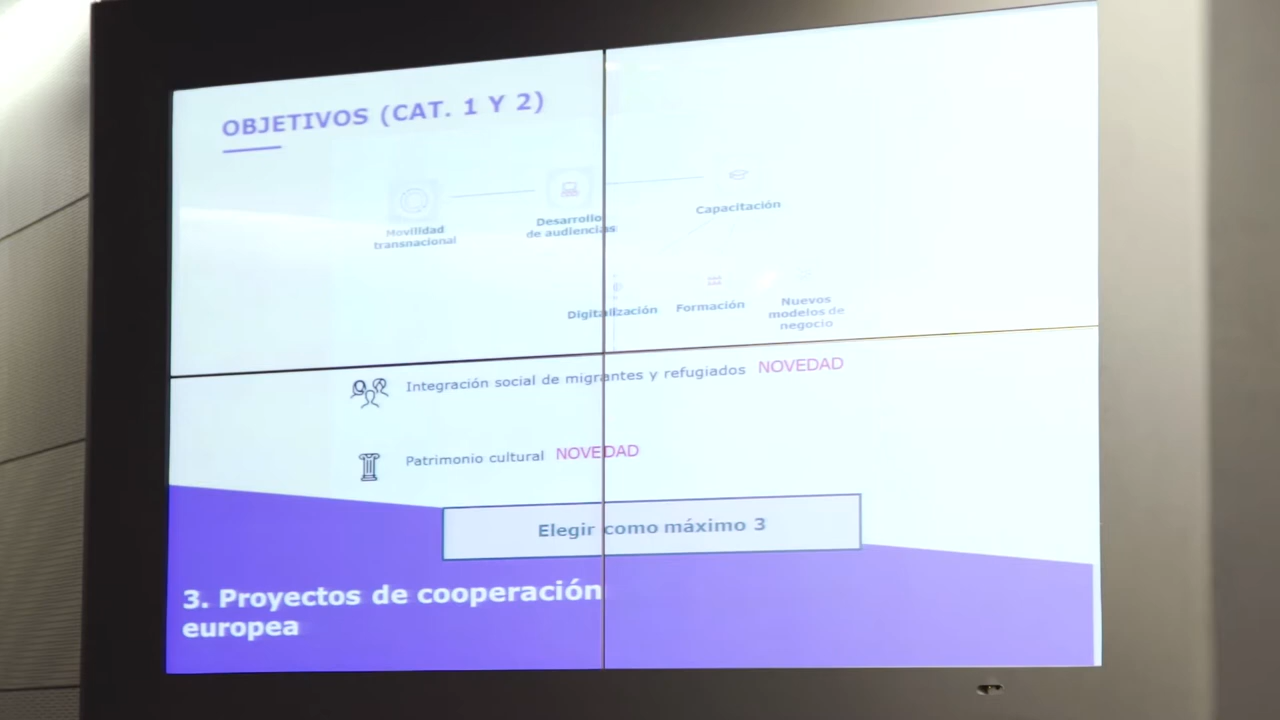 OBJETIVOS (CAT. 1 Y 2)
Movilidad
transnacional
Desarrollo
de audiencias
Capacitación
Digitalización
Formación
Nuevos
modelos de
negocio
Integración social de migrantes y refugiados NOVEDAD
Patrimonio cultural NOVEDAD
Elegir como máximo 3
3. Proyectos de cooperación
europea